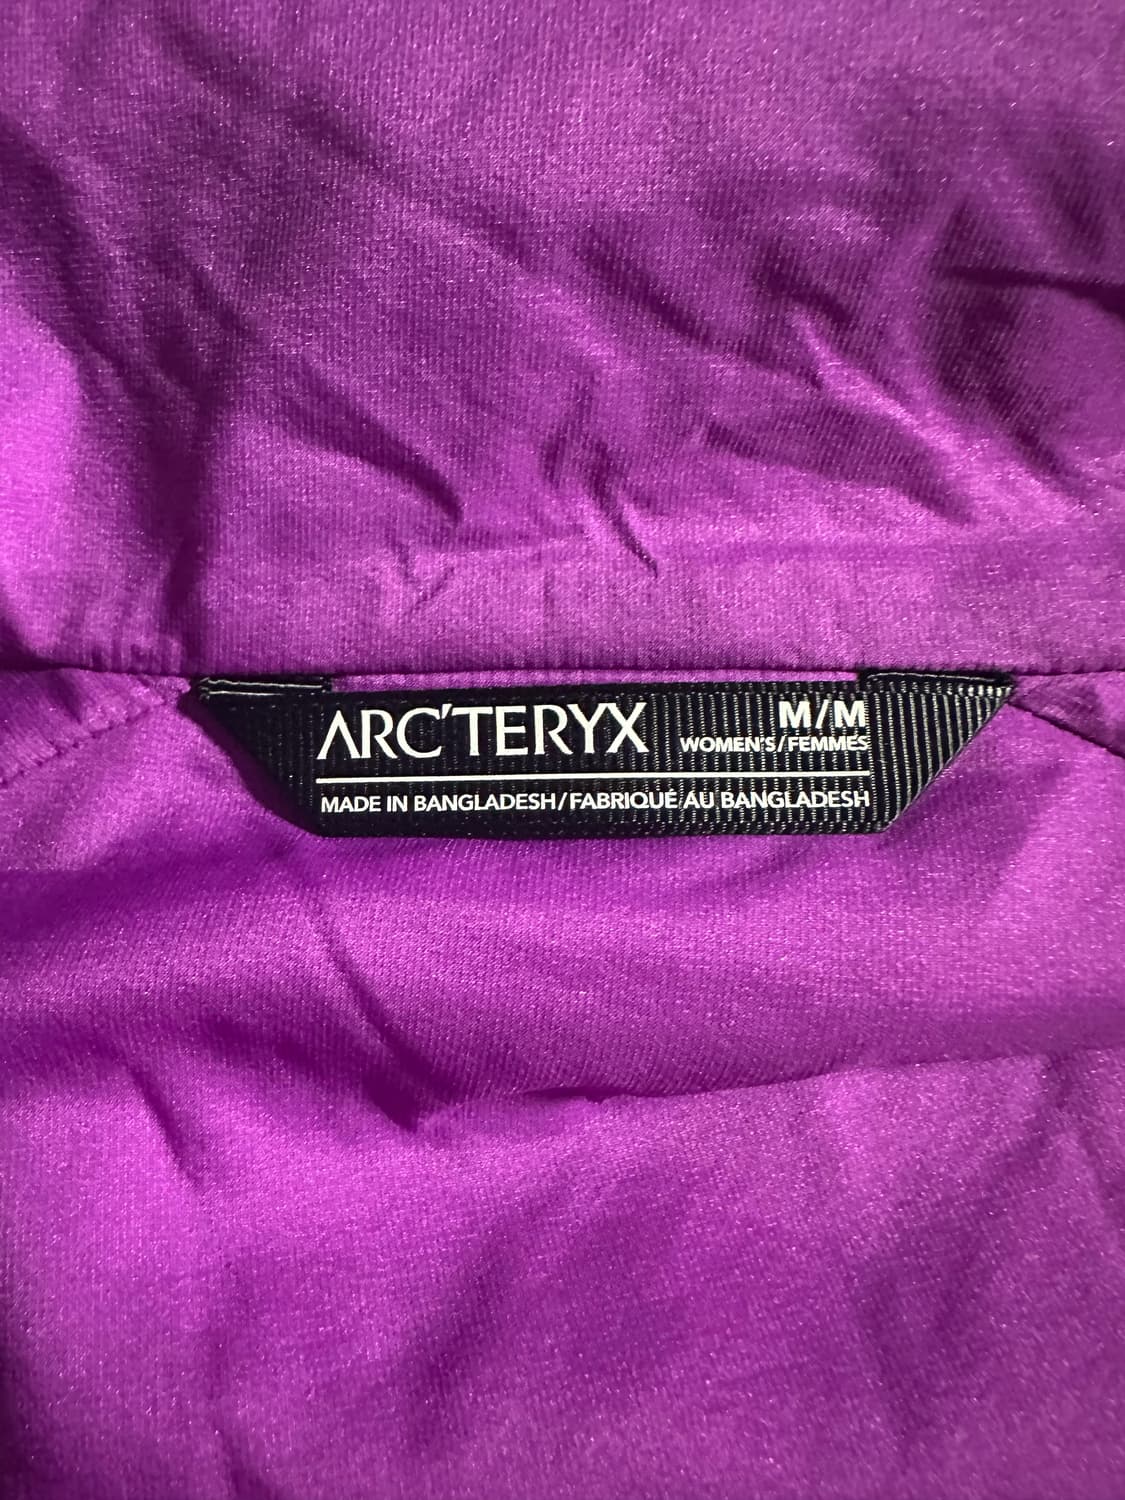 ARC'TERYX M/M
WOMEN'S/FEMMES
MADE IN BANGLADESH/FABRIQUÉ AU BANGLADESH